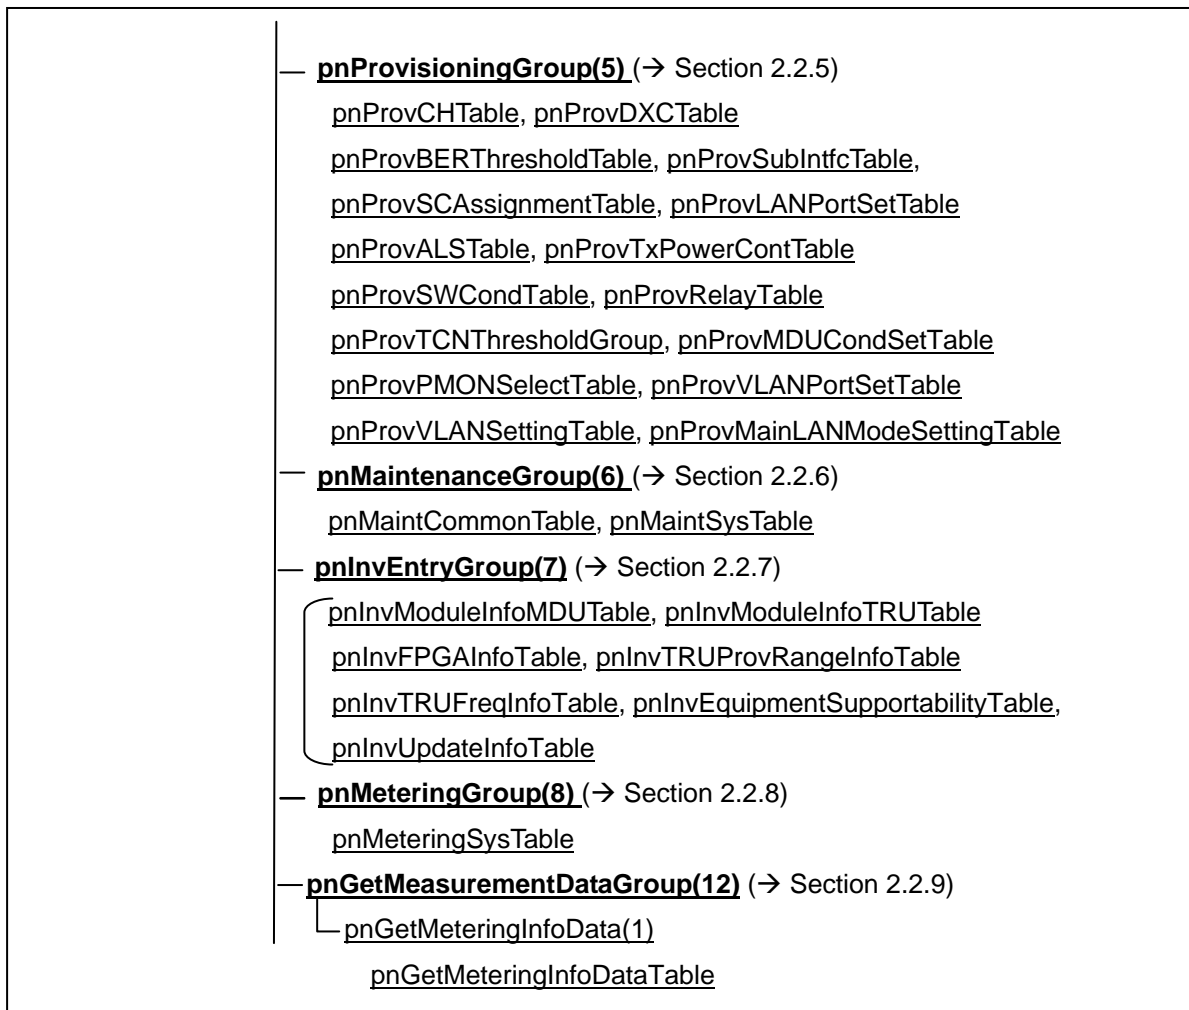 pnProvisioningGroup(5) (→ Section 2.2.5)
pnProvCHTable, pnProvDXCTable
pnProvBERThresholdTable, pnProvSubIntfcTable,
pnProvSCAssignmentTable, pnProvLANPortSetTable
pnProvALSTable, pnProvTxPowerContTable
pnProvSWCondTable, pnProvRelayTable
pnProvTCNThresholdGroup, pnProvMDUCondSetTable
pnProvPMONSelectTable, pnProvVLANPortSetTable
pnProvVLANSettingTable, pnProvMainLANModeSettingTable
pnMaintenanceGroup(6) (→ Section 2.2.6)
pnMaintCommonTable, pnMaintSysTable
pnInvEntryGroup(7) (→ Section 2.2.7)
pnInvModuleInfoMDUTable, pnInvModuleInfoTRUTable
pnInvFPGAInfoTable, pnInvTRUProvRangeInfoTable
pnInvTRUFreqInfoTable, pnInvEquipmentSupportabilityTable,
pnInvUpdateInfoTable
pnMeteringGroup(8) (→ Section 2.2.8)
pnMeteringSysTable
pnGetMeasurementDataGroup(12) (→ Section 2.2.9)
pnGetMeteringInfoData(1)
pnGetMeteringInfoDataTable